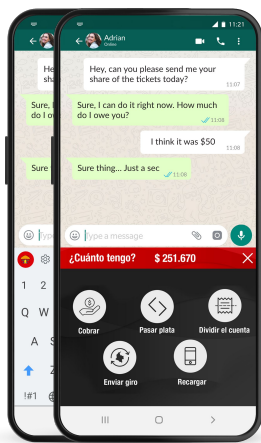 11:21
Adrian
Online
Hey, can you please send me your
share of the tickets today?
11:07
Sure, I can do it right now. How much
do I owe you?
11:08
I think it was $50
11:08
Sure thing... Just a sec
11:08
Type a message
¿Cuánto tengo? $ 251.670
Cobrar
Pasar plata
Dividir el cuenta
Enviar giro
Recargar
He
sha
Sure, I
do I ow
Sure
Type
1 2
Q W
A S
Z
!#1